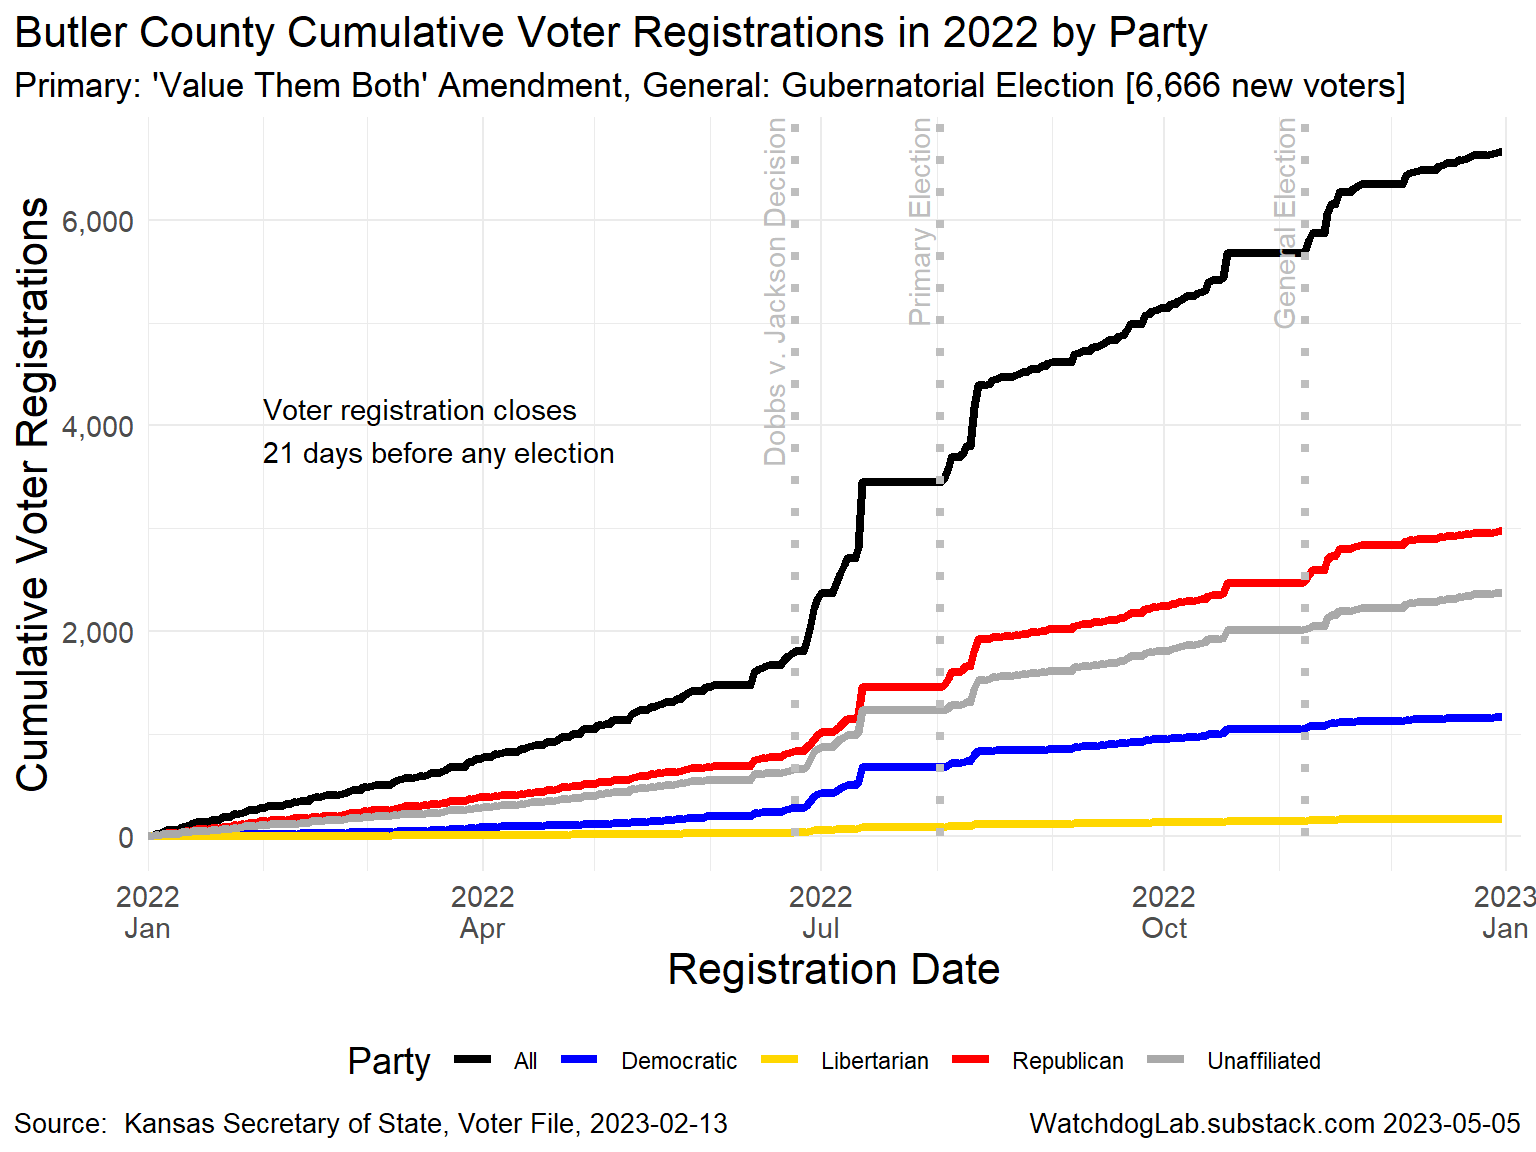 Butler County Cumulative Voter Registrations in 2022 by Party
Primary: 'Value Them Both' Amendment, General: Gubernatorial Election [6,666 new voters]
Cumulative Voter Registrations
6,000
4,000
2,000
0
Voter registration closes
21 days before any election
Dobbs v. Jackson Decision
Primary Election
General Election
2022 2022 2022 2022 2023
Jan Apr Jul Oct Jan
Registration Date
Party All Democratic Libertarian Republican Unaffiliated
Source:  Kansas Secretary of State, Voter File, 2023-02-13
WatchdogLab.substack.com 2023-05-05